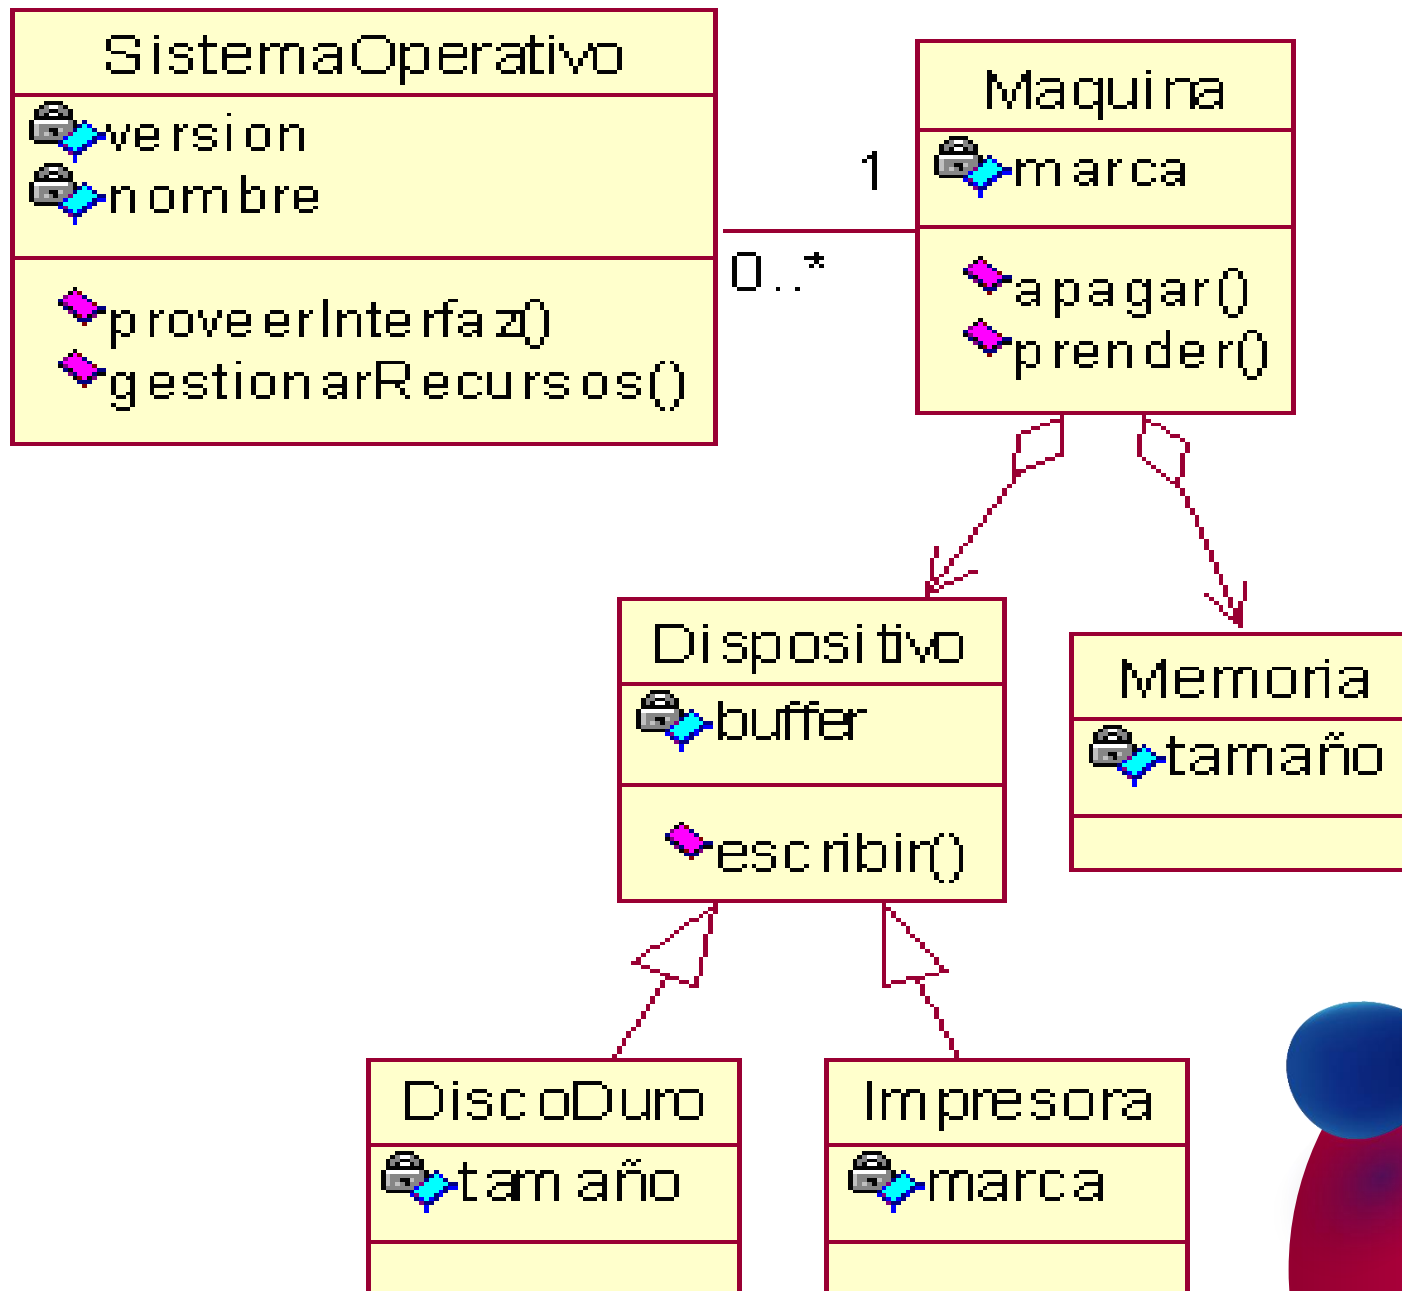 SistemaOperativo
version
nombre
proveerInterfaz()
gestionarRecursos()
1
0..*
Maquina
marca
apagar()
prender()
Dispositivo
buffer
escribir()
Memoria
tamaño
DiscoDuro
tamaño
Impresora
marca